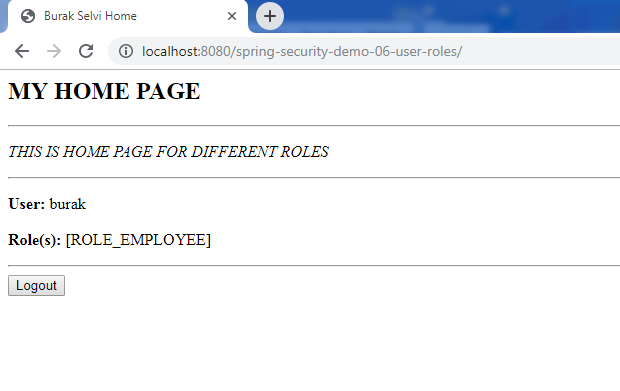 Burak Selvi Home
localhost:8080/spring-security-demo-06-user-roles/
MY HOME PAGE
THIS IS HOME PAGE FOR DIFFERENT ROLES
User: burak
Role(s): [ROLE_EMPLOYEE]
Logout